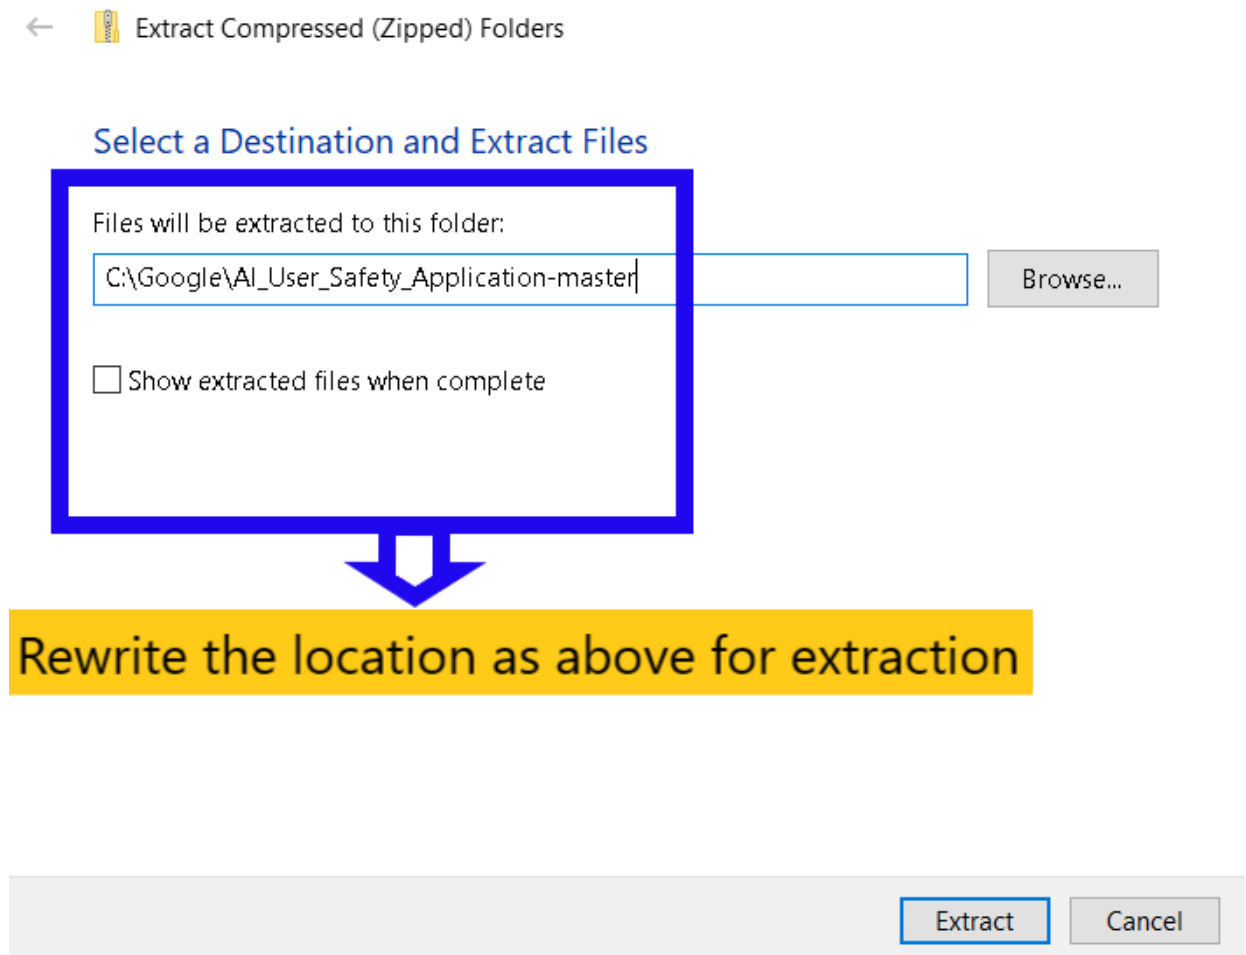 Extract Compressed (Zipped) Folders
Select a Destination and Extract Files
Files will be extracted to this folder:
C:\Google\AI_User_Safety_Application-master
Browse...
Show extracted files when complete
Rewrite the location as above for extraction
Extract
Cancel